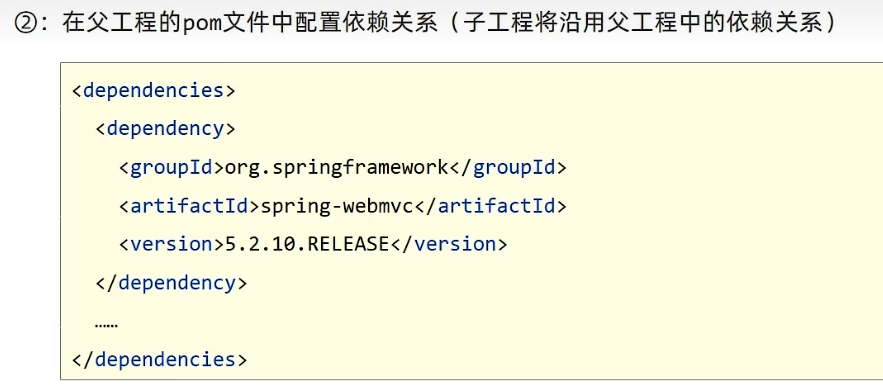 ②：在父工程的pom文件中配置依赖关系（子工程将沿用父工程中的依赖关系）
<dependencies>
<dependency>
<groupId>org.springframework</groupId>
<artifactId>spring-webmvc</artifactId>
<version>5.2.10.RELEASE</version>
</dependency>
……
</dependencies>